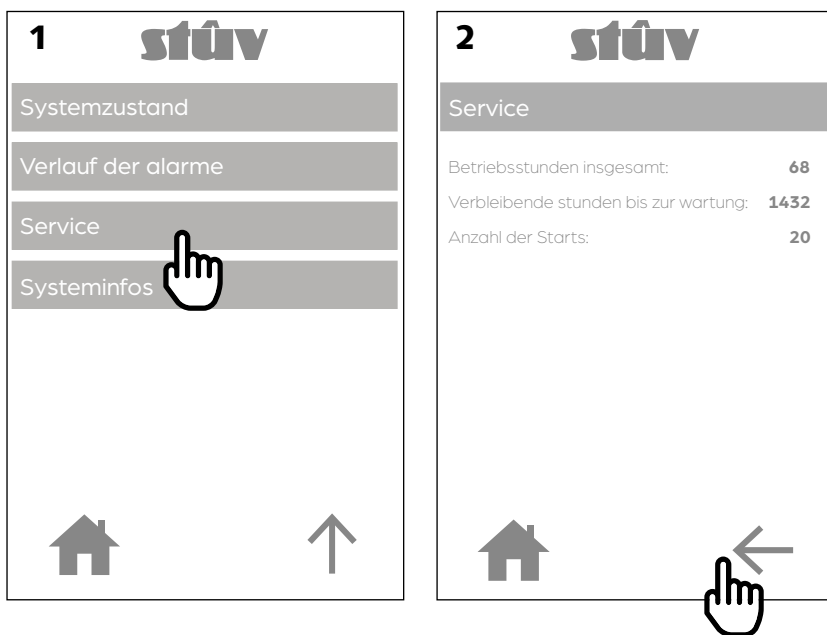 1
stûv
Systemzustand
Verlauf der alarme
Service
Systeminfos
2
stûv
Service
Betriebsstunden insgesamt: 68
Verbleibende stunden bis zur wartung: 1432
Anzahl der Starts: 20